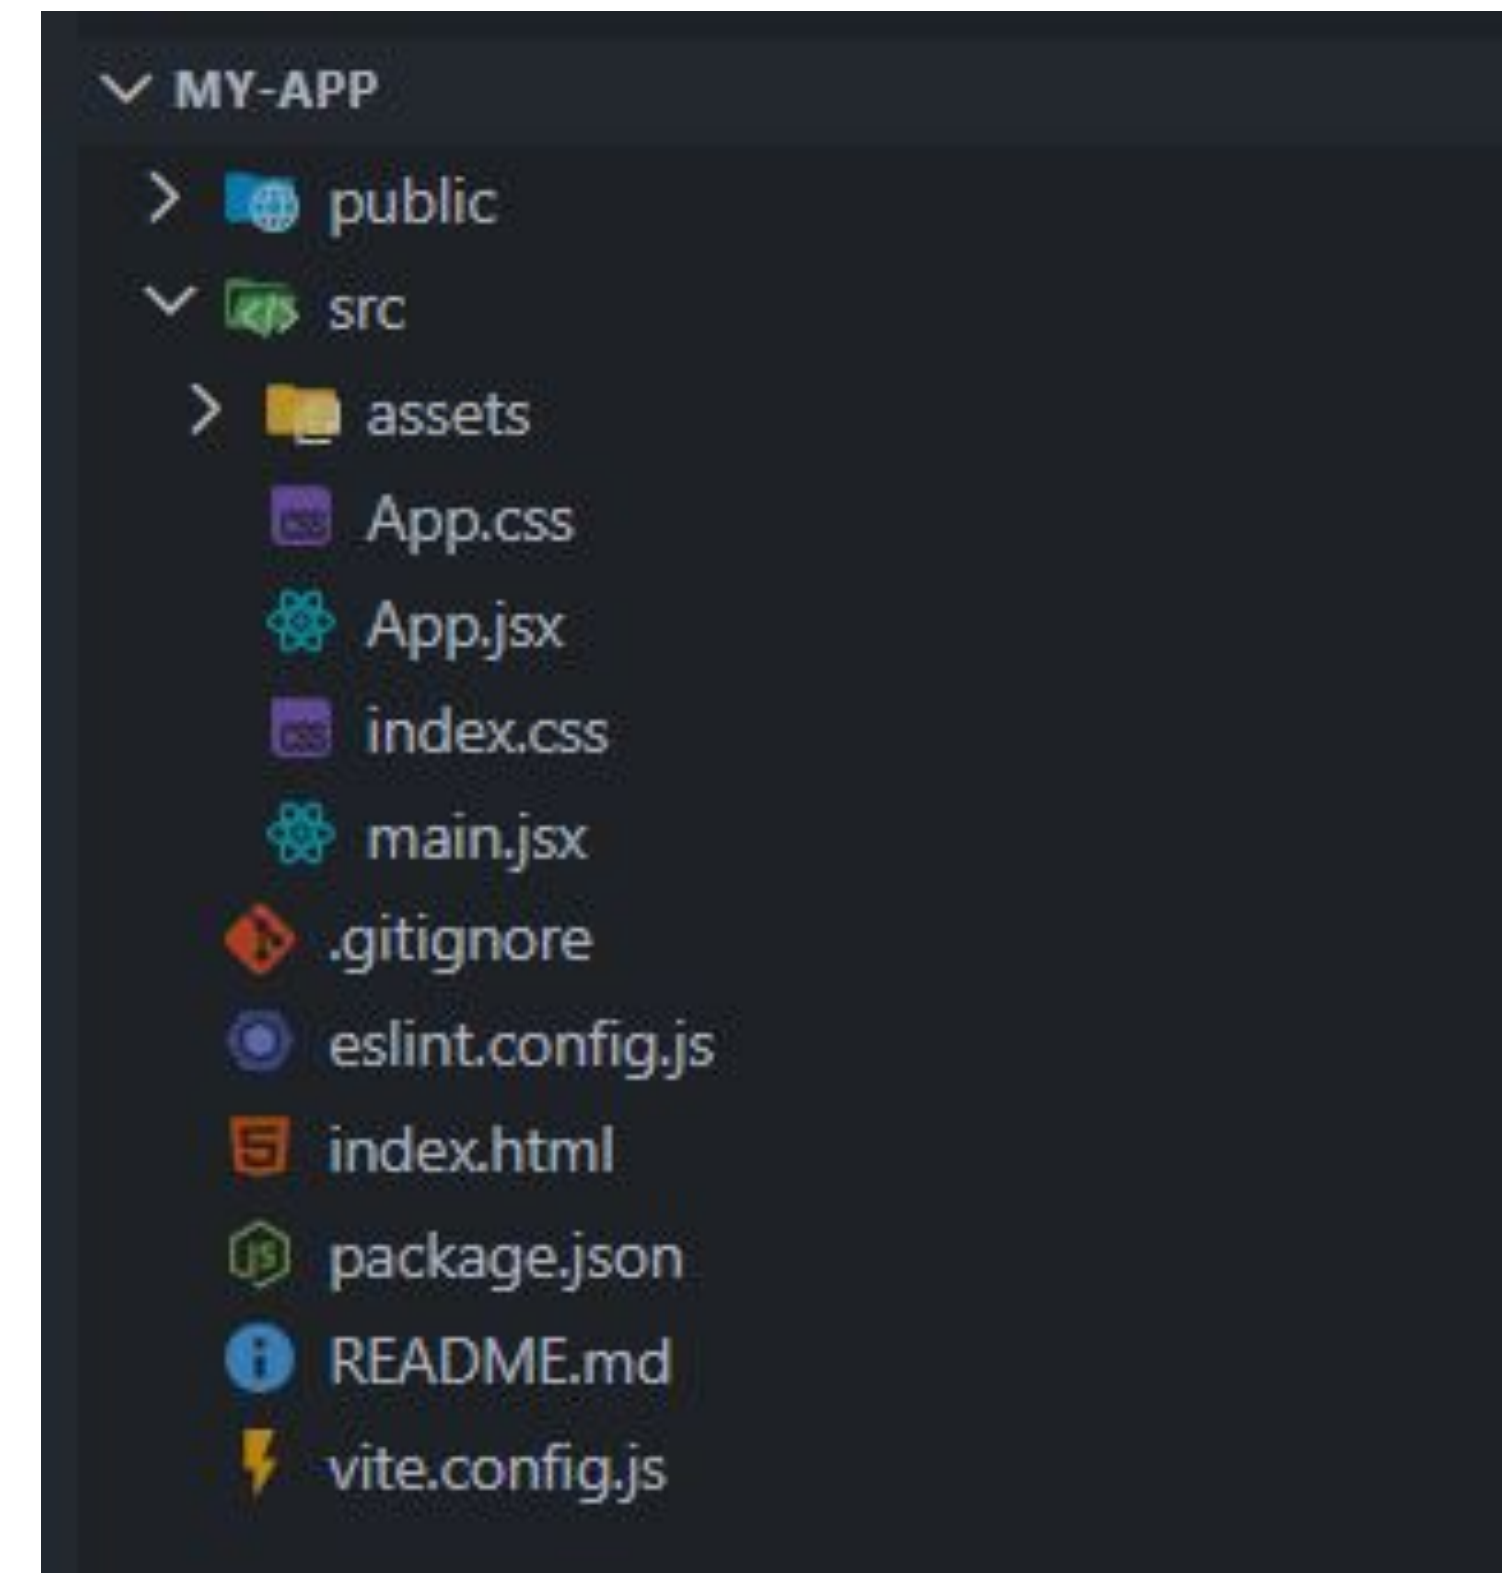 MY-APP
public
src
assets
App.css
App.jsx
index.css
main.jsx
.gitignore
eslint.config.js
index.html
package.json
README.md
vite.config.js